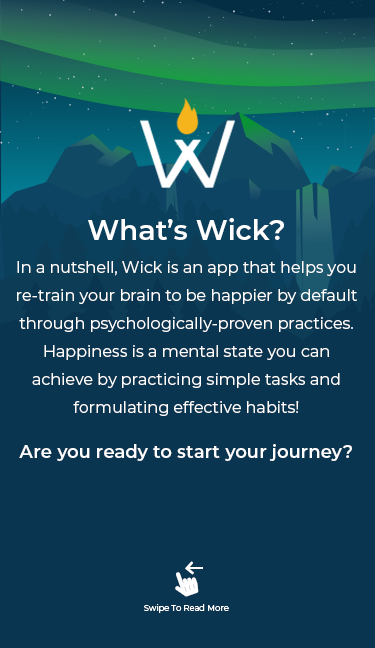 W
What's Wick?
In a nutshell, Wick is an app that helps you
re-train your brain to be happier by default
through psychologically-proven practices.
Happiness is a mental state you can
achieve by practicing simple tasks and
formulating effective habits!
Are you ready to start your journey?
Swipe To Read More